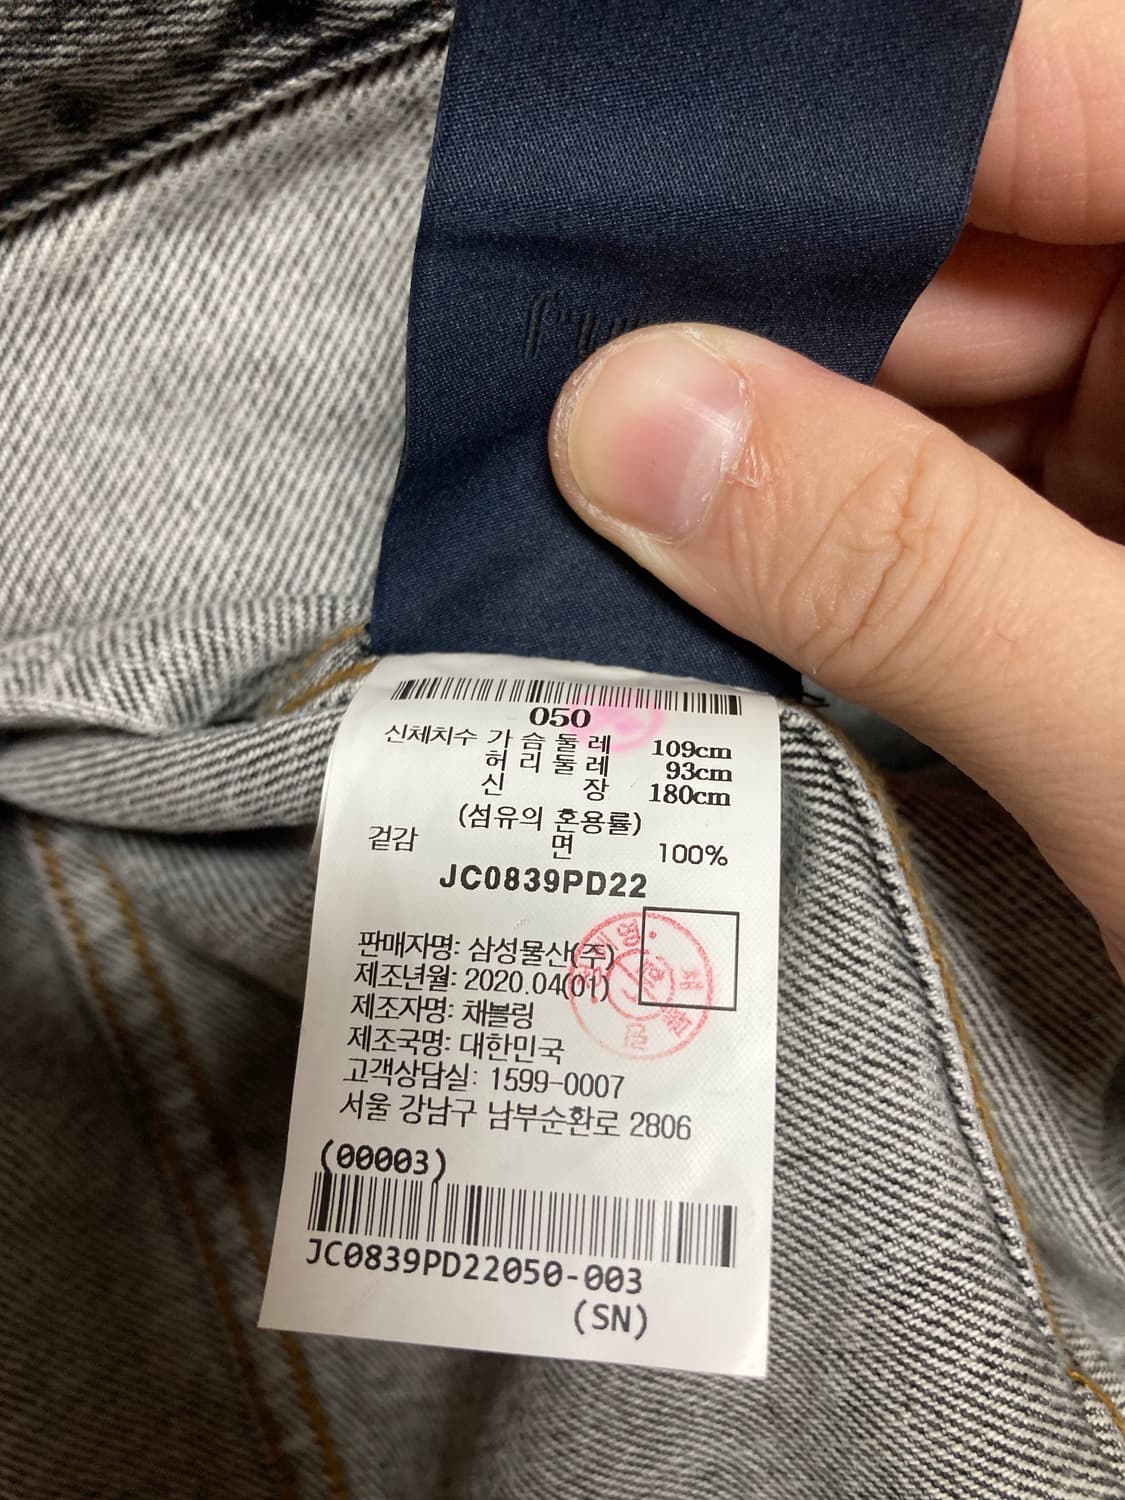 050
신체치수 가슴둘레 109cm
허리둘레 93cm
신 장 180cm
(섬유의 혼용률)
겉감 면 100%
JC0839PD22
판매자명: 삼성물산(주)
제조년월: 2020.04(01)
제조자명: 채블링
제조국명: 대한민국
고객상담실: 1599-0007
서울 강남구 남부순환로 2806
(00003)
JC0839PD22050-003
(SN)